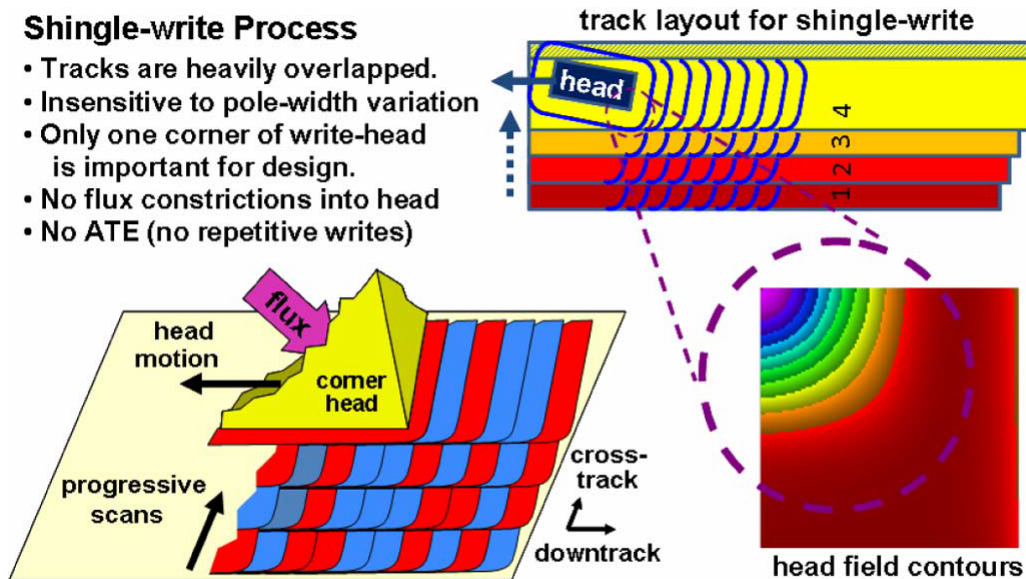 Shingle-write Process
• Tracks are heavily overlapped.
• Insensitive to pole-width variation
• Only one corner of write-head
is important for design.
• No flux constrictions into head
• No ATE (no repetitive writes)
track layout for shingle-write
head
4
3
2
1
flux
head
motion
corner
head
progressive
scans
cross-
track
downtrack
head field contours